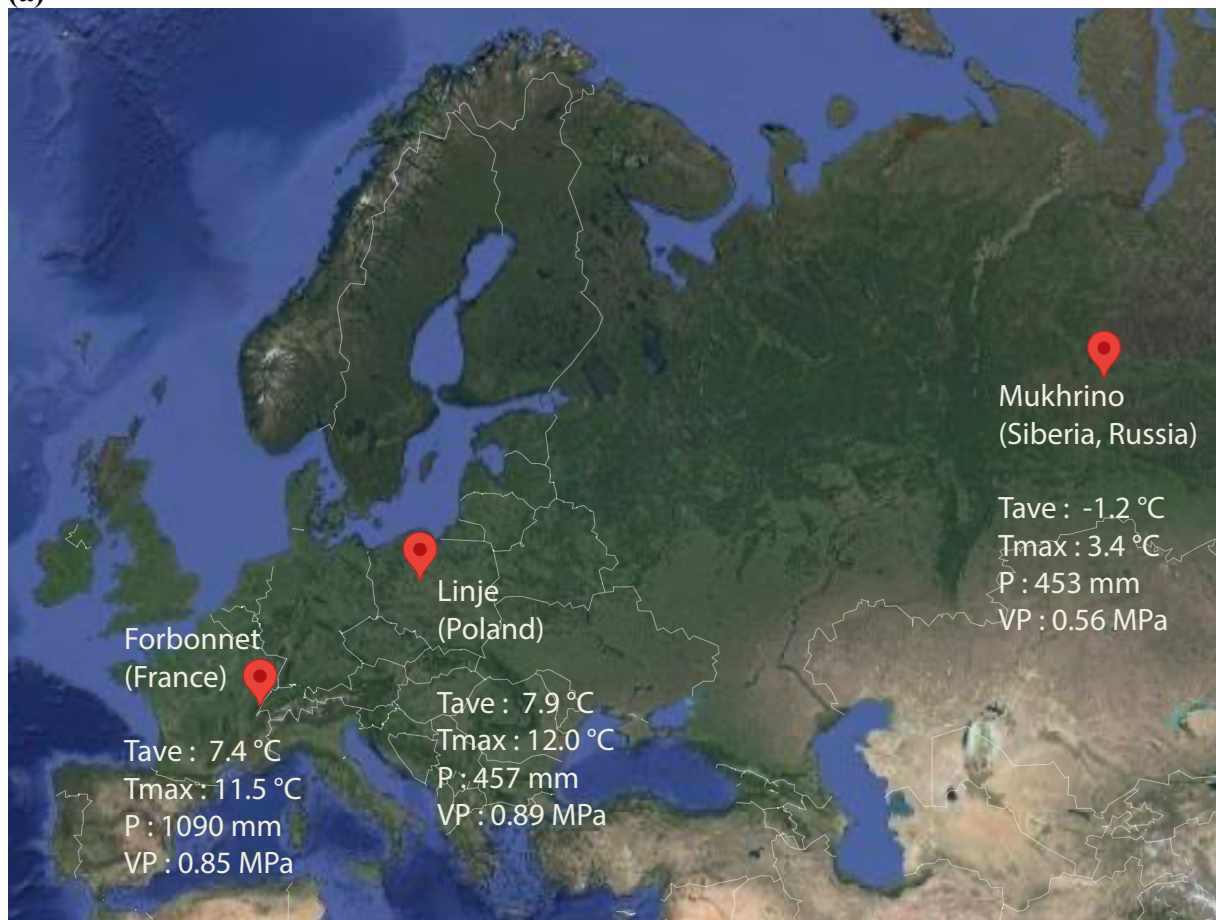 (a)
Mukhrino
(Siberia, Russia)
Tave : -1.2 °C
Tmax : 3.4 °C
P : 453 mm
VP : 0.56 MPa
Linje
(Poland)
Tave : 7.9 °C
Tmax : 12.0 °C
P : 457 mm
VP : 0.89 MPa
Forbonnet
(France)
Tave : 7.4 °C
Tmax : 11.5 °C
P : 1090 mm
VP : 0.85 MPa